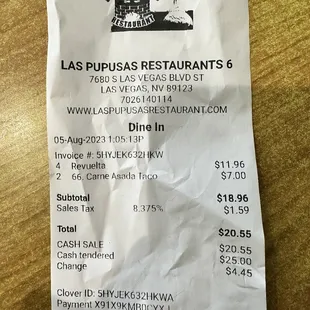 RESTAURANT
LAS PUPUSAS RESTAURANTS 6
7680 S LAS VEGAS BLVD ST
LAS VEGAS, NV 89123
7026140114
WWW.LASPUPUSASRESTAURANT.COM
Dine In
05-Aug-2023 1:05:13P
Invoice #: 5HYJEK632HKW
4 Revuelta $11.96
2 66. Carne Asada Taco $7.00
Subtotal $18.96
Sales Tax 8.375% $1.59
Total $20.55
CASH SALE $20.55
Cash tendered $25.00
Change $4.45
Clover ID: 5HYJEK632HKWA
Payment